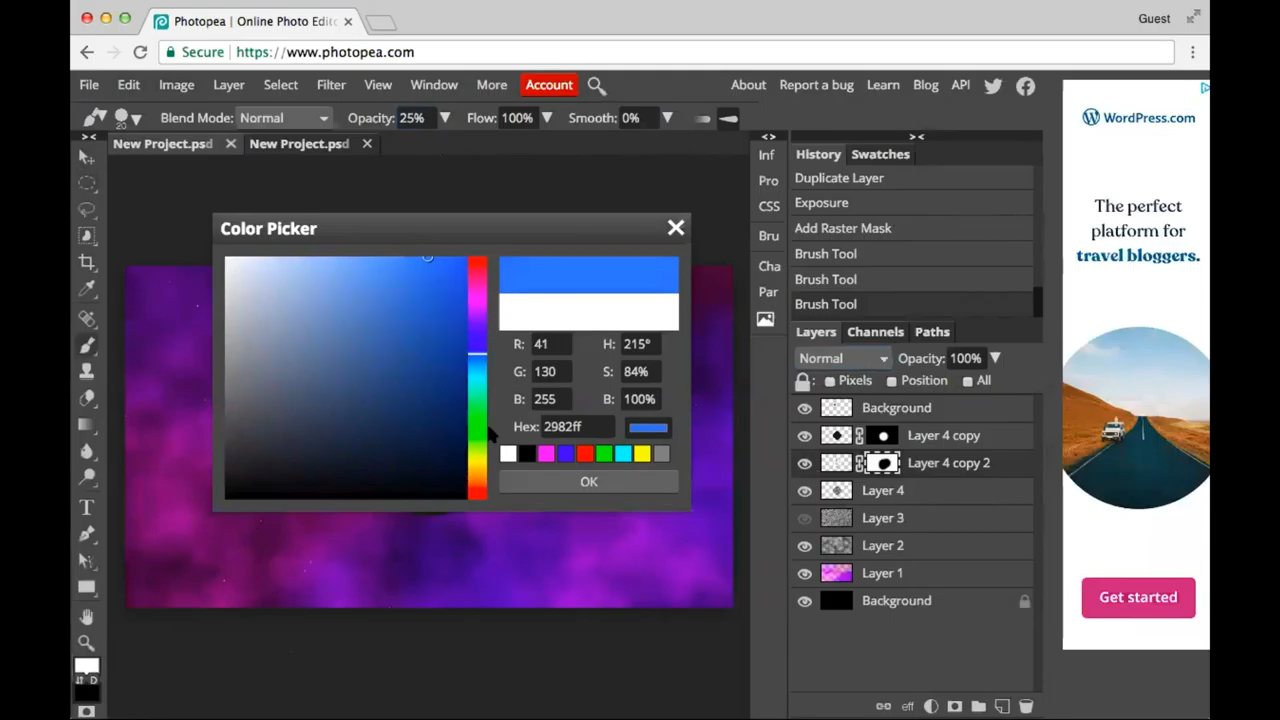 Photopea | Online Photo Edit
Guest
Secure https://www.photopea.com
File Edit Image Layer Select Filter View Window More Account About Report a bug Learn Blog API
20 Blend Mode: Normal Opacity: 25% Flow: 100% Smooth: 0%
New Project.psd New Project.psd
Color Picker
R: 41 H: 215°
G: 130 S: 84%
B: 255 B: 100%
Hex: 2982ff
OK
D
Inf
Pro
CSS
Bru
Cha
Par
History Swatches
Duplicate Layer
Exposure
Add Raster Mask
Brush Tool
Brush Tool
Brush Tool
Layers Channels Paths
Normal Opacity: 100%
Pixels Position All
Background
Layer 4 copy
Layer 4 copy 2
Layer 4
Layer 3
Layer 2
Layer 1
Background
eff
WordPress.com
The perfect
platform for
travel bloggers.
Get started